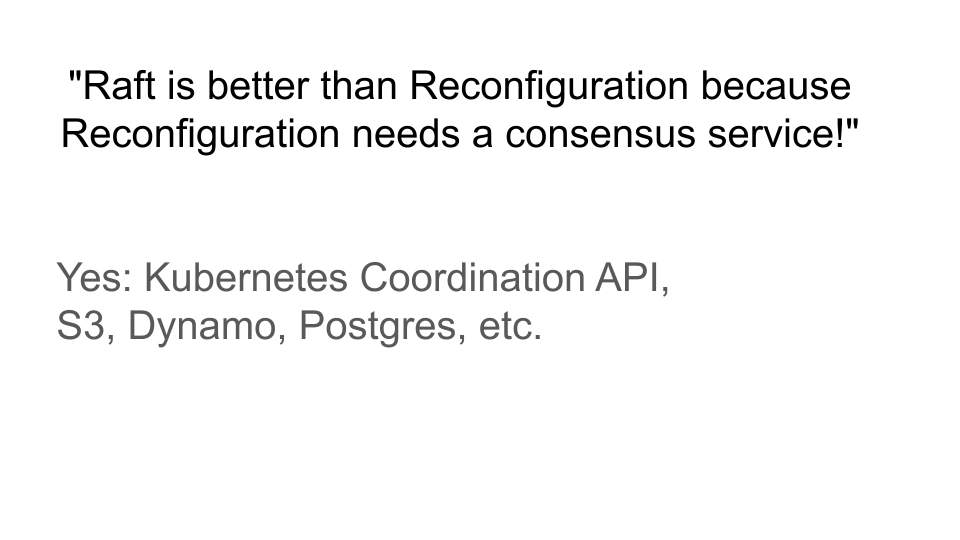 "Raft is better than Reconfiguration because
Reconfiguration needs a consensus service!"
Yes: Kubernetes Coordination API,
S3, Dynamo, Postgres, etc.